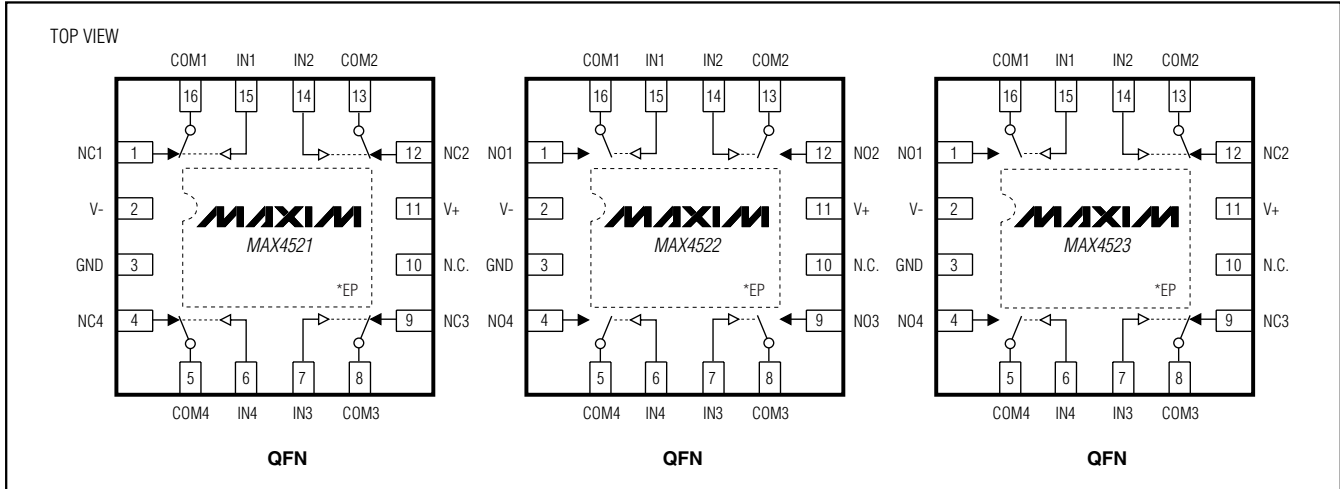 TOP VIEW
COM1 IN1 IN2 COM2
16 15 14 13
NC1 1 12 NC2
V- 2 11 V+
MAXIM
MAX4521
GND 3 10 N.C.
*EP
NC4 4 9 NC3
5 6 7 8
COM4 IN4 IN3 COM3
QFN
COM1 IN1 IN2 COM2
16 15 14 13
NO1 1 12 NO2
V- 2 11 V+
MAXIM
MAX4522
GND 3 10 N.C.
*EP
NO4 4 9 NO3
5 6 7 8
COM4 IN4 IN3 COM3
QFN
COM1 IN1 IN2 COM2
16 15 14 13
NO1 1 12 NC2
V- 2 11 V+
MAXIM
MAX4523
GND 3 10 N.C.
*EP
NO4 4 9 NC3
5 6 7 8
COM4 IN4 IN3 COM3
QFN